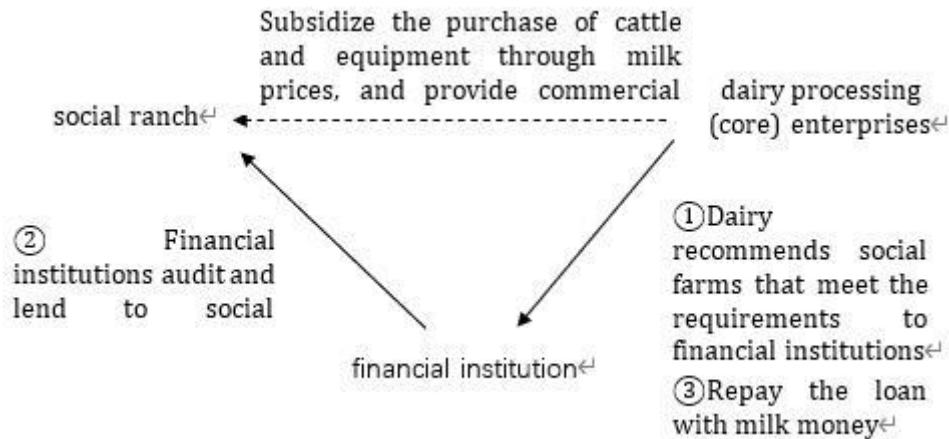 Subsidize the purchase of cattle
and equipment through milk
prices, and provide commercial
social ranch
dairy processing
(core) enterprises
② Financial
institutions audit and
lend to social
①Dairy
recommends social
farms that meet the
requirements to
financial institutions
③Repay the loan
with milk money
financial institution